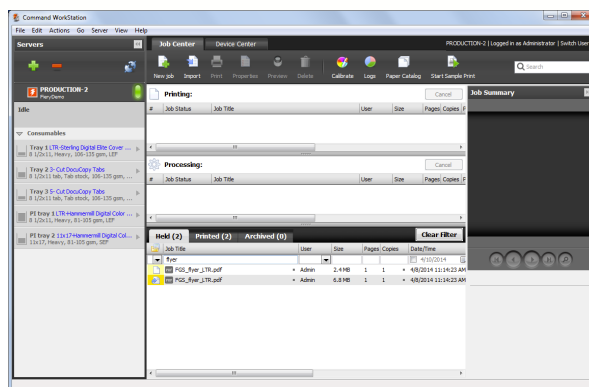 Command WorkStation
File Edit Actions Go Server View Help
Servers
Job Center Device Center
PRODUCTION-2 | Logged in as Administrator | Switch User
New job Import Print Properties Preview Delete Calibrate Logs Paper Catalog Start Sample Print
Search
PRODUCTION-2
FieryDemo
Idle
Consumables
Tray 1 LTR-Sterling Digital Elite Cover ...
8 1/2x11, Heavy, 106-135 gsm, LEF
Tray 2 3- Cut DocuCopy Tabs
8 1/2x11 tab, Tab stock, 106-135 gsm, ...
Tray 3 5- Cut DocuCopy Tabs
8 1/2x11 tab, Tab stock, 106-135 gsm, ...
PI tray 1 LTR-Hammermill Digital Color ...
8 1/2x11, Heavy, 81-105 gsm, LEF
PI tray 2 11x17-Hammermill Digital Col...
11x17, Heavy, 81-105 gsm, SEF
Printing:
Cancel
# Job Status Job Title User Size Pages Copies F
Processing:
Cancel
# Job Status Job Title User Size Pages Copies F
Held (2) Printed (2) Archived (0)
Clear Filter
Job Title User Size Pages Copies Date/Time
flyer 4/10/2014
FGS_flyer_LTR.pdf Admin 2.4 MB 1 1 4/8/2014 11:14:23 AM
FGS_flyer_LTR.pdf Admin 6.8 MB 1 1 4/8/2014 11:14:23 AM
Job Summary